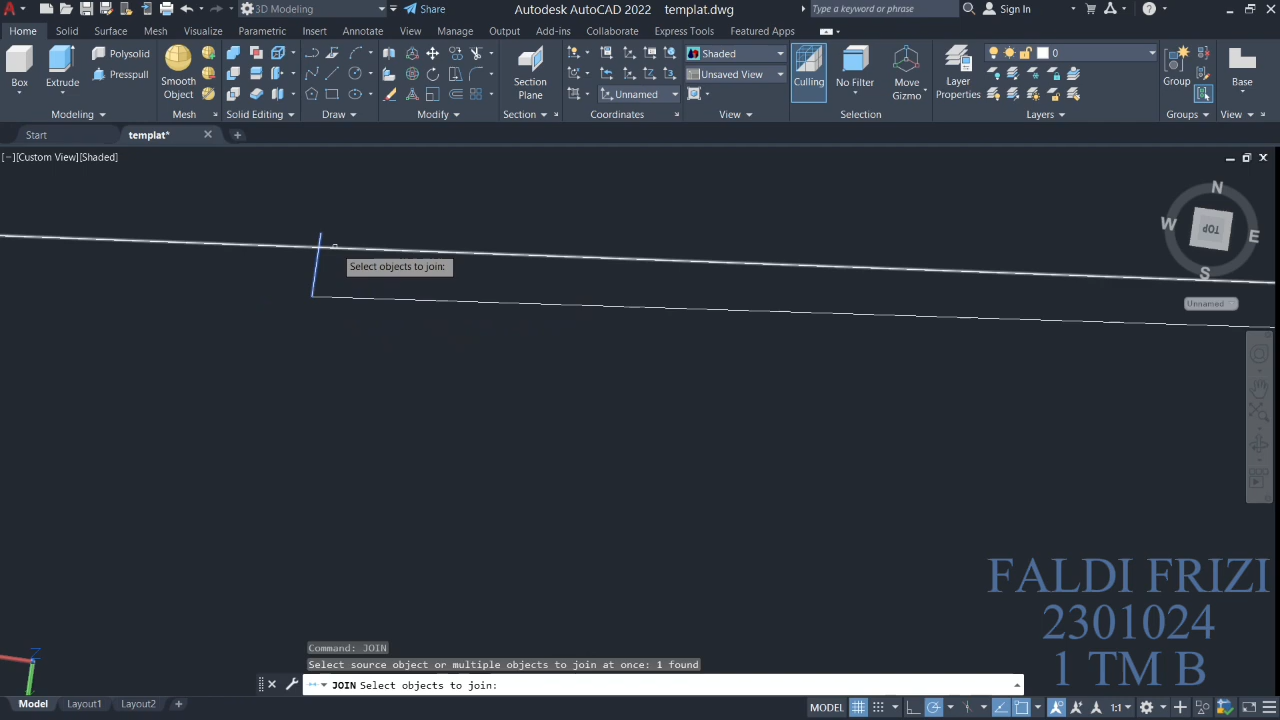 3D Modeling
Share
Autodesk AutoCAD 2022 templat.dwg
Type a keyword or phrase
Sign In
Home Solid Surface Mesh Visualize Parametric Insert Annotate View Manage Output Add-ins Collaborate Express Tools Featured Apps
Box
Extrude
Polysolid
Presspull
Smooth
Object
Section
Plane
Shaded
Unsaved View
Unnamed
Culling
No Filter
Move
Gizmo
Layer
Properties
0
Group
Base
Modeling Mesh Solid Editing Draw Modify Section Coordinates View Selection Layers Groups View
Start
templat*
[−][Custom View][Shaded]
N
W
TOP
E
S
Unnamed
Select objects to join:
FALDI FRIZI
2301024
1 TM B
Z
Command: JOIN
Select source object or multiple objects to join at once: 1 found
JOIN Select objects to join:
Model Layout1 Layout2
MODEL
1:1